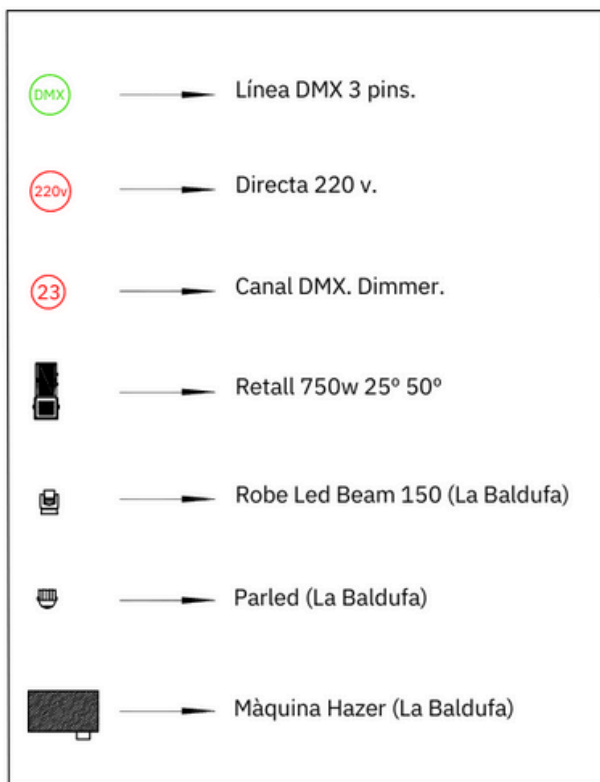 DMX Línea DMX 3 pins.
220v Directa 220 v.
23 Canal DMX. Dimmer.
Retall 750w 25º 50º
Robe Led Beam 150 (La Baldufa)
Parled (La Baldufa)
Màquina Hazer (La Baldufa)